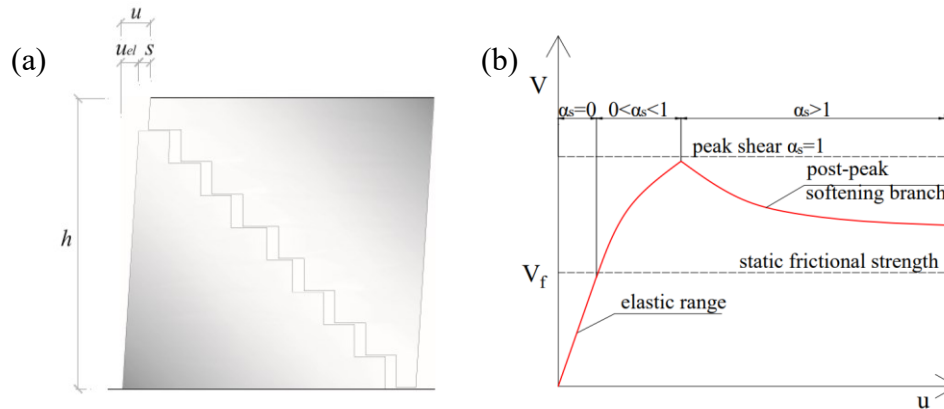 (a)
u
uel
s
h
(b)
V
αs=0
0<αs<1
αs>1
peak shear αs=1
post-peak
softening branch
static frictional strength
Vf
elastic range
u